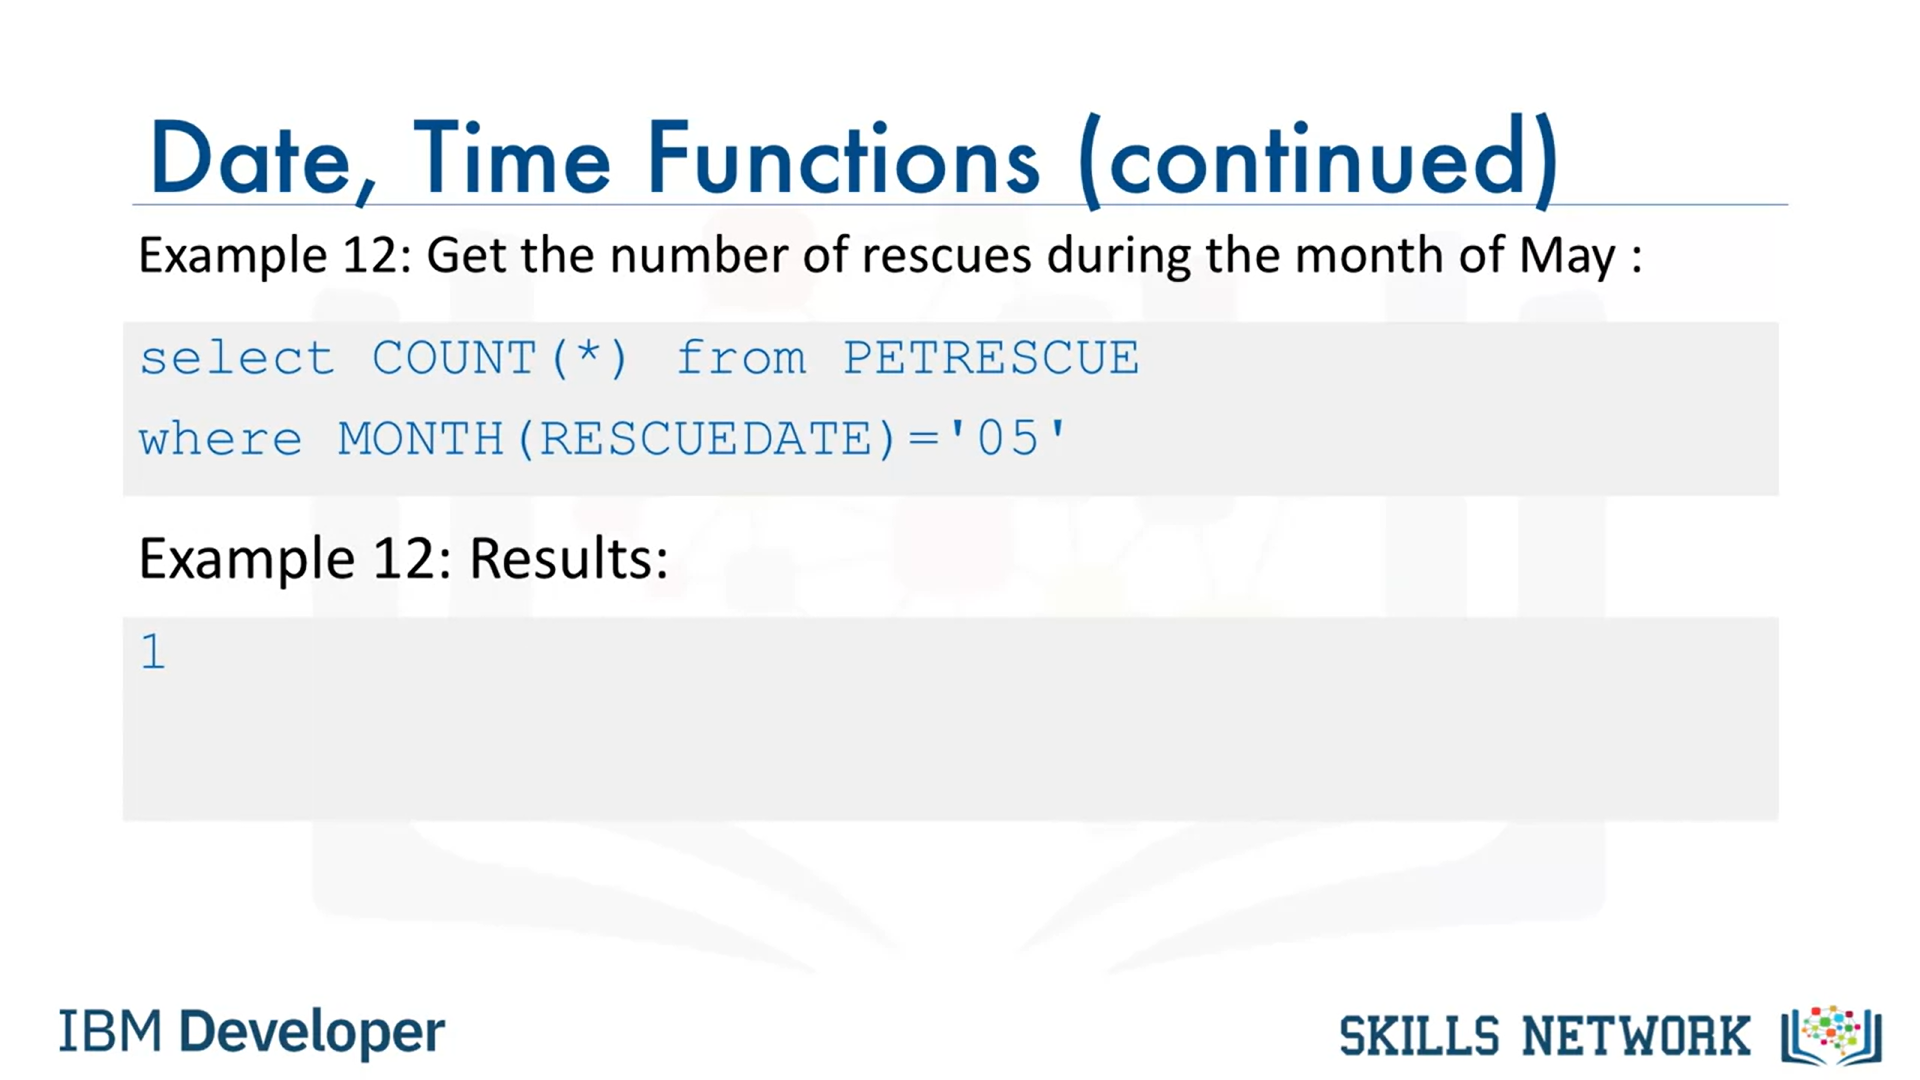 Date, Time Functions (continued)
Example 12: Get the number of rescues during the month of May :
select COUNT(*) from PETRESCUE
where MONTH(RESCUEDATE)='05'
Example 12: Results:
1
IBM Developer
SKILLS NETWORK